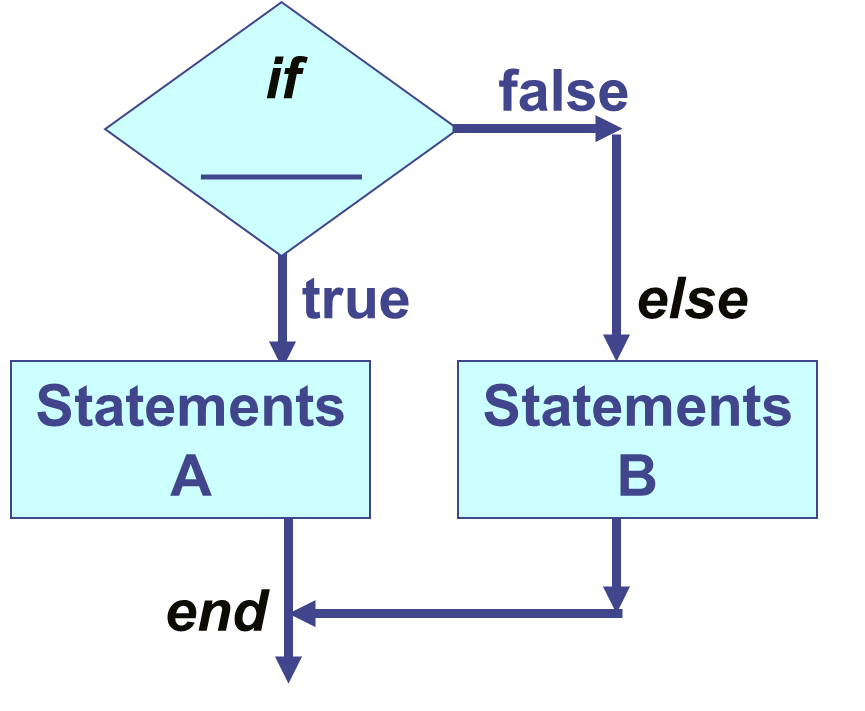 if
false
true
else
Statements
A
Statements
B
end